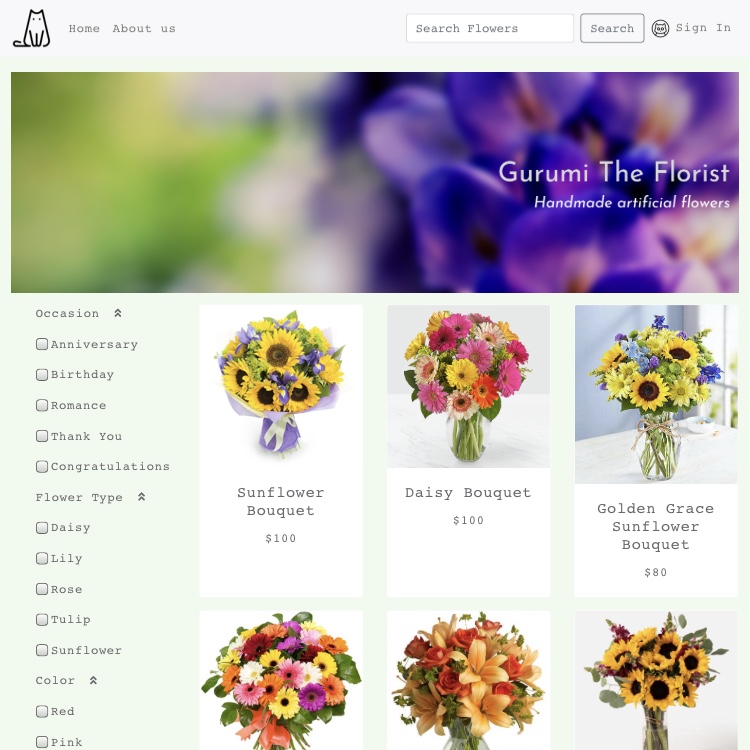 Home About us
Search Flowers
Search
Sign In
Gurumi The Florist
Handmade artificial flowers
Occasion
Anniversary
Birthday
Romance
Thank You
Congratulations
Flower Type
Daisy
Lily
Rose
Tulip
Sunflower
Color
Red
Pink
Sunflower
Bouquet
$100
Daisy Bouquet
$100
Golden Grace
Sunflower
Bouquet
$80